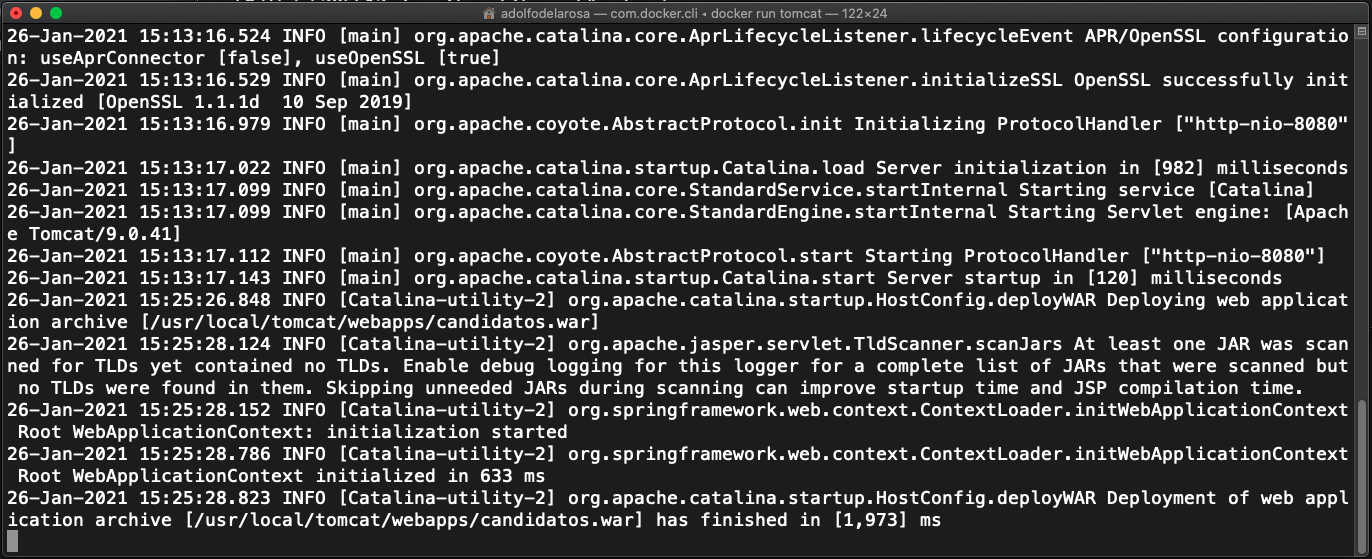 adolfodelarosa — com.docker.cli • docker run tomcat — 122×24
26-Jan-2021 15:13:16.524 INFO [main] org.apache.catalina.core.AprLifecycleListener.lifecycleEvent APR/OpenSSL configuratio
n: useAprConnector [false], useOpenSSL [true]
26-Jan-2021 15:13:16.529 INFO [main] org.apache.catalina.core.AprLifecycleListener.initializeSSL OpenSSL successfully init
ialized [OpenSSL 1.1.1d  10 Sep 2019]
26-Jan-2021 15:13:16.979 INFO [main] org.apache.coyote.AbstractProtocol.init Initializing ProtocolHandler ["http-nio-8080"
]
26-Jan-2021 15:13:17.022 INFO [main] org.apache.catalina.startup.Catalina.load Server initialization in [982] milliseconds
26-Jan-2021 15:13:17.099 INFO [main] org.apache.catalina.core.StandardService.startInternal Starting service [Catalina]
26-Jan-2021 15:13:17.099 INFO [main] org.apache.catalina.core.StandardEngine.startInternal Starting Servlet engine: [Apach
e Tomcat/9.0.41]
26-Jan-2021 15:13:17.112 INFO [main] org.apache.coyote.AbstractProtocol.start Starting ProtocolHandler ["http-nio-8080"]
26-Jan-2021 15:13:17.143 INFO [main] org.apache.catalina.startup.Catalina.start Server startup in [120] milliseconds
26-Jan-2021 15:25:26.848 INFO [Catalina-utility-2] org.apache.catalina.startup.HostConfig.deployWAR Deploying web applicat
ion archive [/usr/local/tomcat/webapps/candidatos.war]
26-Jan-2021 15:25:28.124 INFO [Catalina-utility-2] org.apache.jasper.servlet.TldScanner.scanJars At least one JAR was scan
ned for TLDs yet contained no TLDs. Enable debug logging for this logger for a complete list of JARs that were scanned but
 no TLDs were found in them. Skipping unneeded JARs during scanning can improve startup time and JSP compilation time.
26-Jan-2021 15:25:28.152 INFO [Catalina-utility-2] org.springframework.web.context.ContextLoader.initWebApplicationContext
 Root WebApplicationContext: initialization started
26-Jan-2021 15:25:28.786 INFO [Catalina-utility-2] org.springframework.web.context.ContextLoader.initWebApplicationContext
 Root WebApplicationContext initialized in 633 ms
26-Jan-2021 15:25:28.823 INFO [Catalina-utility-2] org.apache.catalina.startup.HostConfig.deployWAR Deployment of web appl
ication archive [/usr/local/tomcat/webapps/candidatos.war] has finished in [1,973] ms